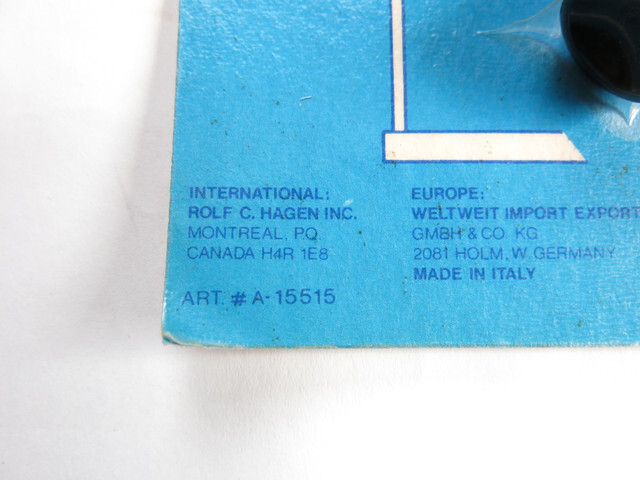 INTERNATIONAL:
ROLF C. HAGEN INC.
MONTREAL, P.Q.
CANADA H4R 1E8
ART. # A-15515
EUROPE:
WELTWEIT IMPORT EXPORT
GMBH & CO. KG
2081 HOLM, W. GERMANY
MADE IN ITALY